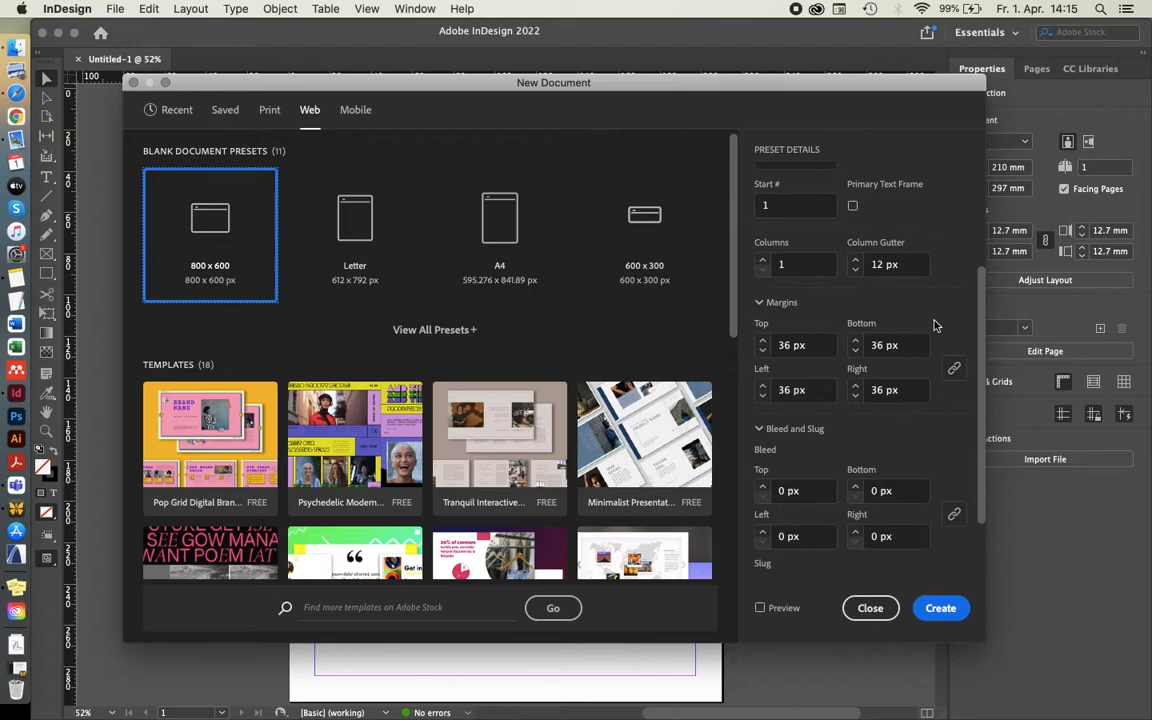 InDesign File Edit Layout Type Object Table View Window Help 99% Fr. 1. Apr. 14:15
Adobe InDesign 2022 Essentials Adobe Stock
× Untitled-1 @ 52%
New Document
Recent Saved Print Web Mobile
BLANK DOCUMENT PRESETS (11)
800 x 600
800 x 600 px
Letter
612 x 792 px
A4
595.276 x 841.89 px
600 x 300
600 x 300 px
View All Presets+
TEMPLATES (18)
BRAND NAME
Pop Grid Digital Bran... FREE
Psychedelic Modern... FREE
Tranquil Interactive... FREE
Minimalist Presentat... FREE
Find more templates on Adobe Stock
Go
PRESET DETAILS
Start # Primary Text Frame
1
Columns Column Gutter
1 12 px
Margins
Top Bottom
36 px 36 px
Left Right
36 px 36 px
Bleed and Slug
Bleed
Top Bottom
0 px 0 px
Left Right
0 px 0 px
Slug
Preview Close Create
Properties Pages CC Libraries
ction
ent
210 mm 1
297 mm Facing Pages
s
12.7 mm 12.7 mm
12.7 mm 12.7 mm
Adjust Layout
Edit Page
& Grids
Actions
Import File
52% 1 [Basic] (working) No errors